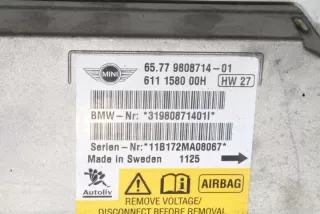 MINI
65.77 9808714-01
611 1580 00H HW 27
BMW-Nr: *31980871401I*
Serien-Nr: *11B172MA08067*
Made in Sweden 1125
Autoliv AIRBAG
REMOVE VOLTAGE/
DISCONNECT BATTERY
BEFORE REMOVAL